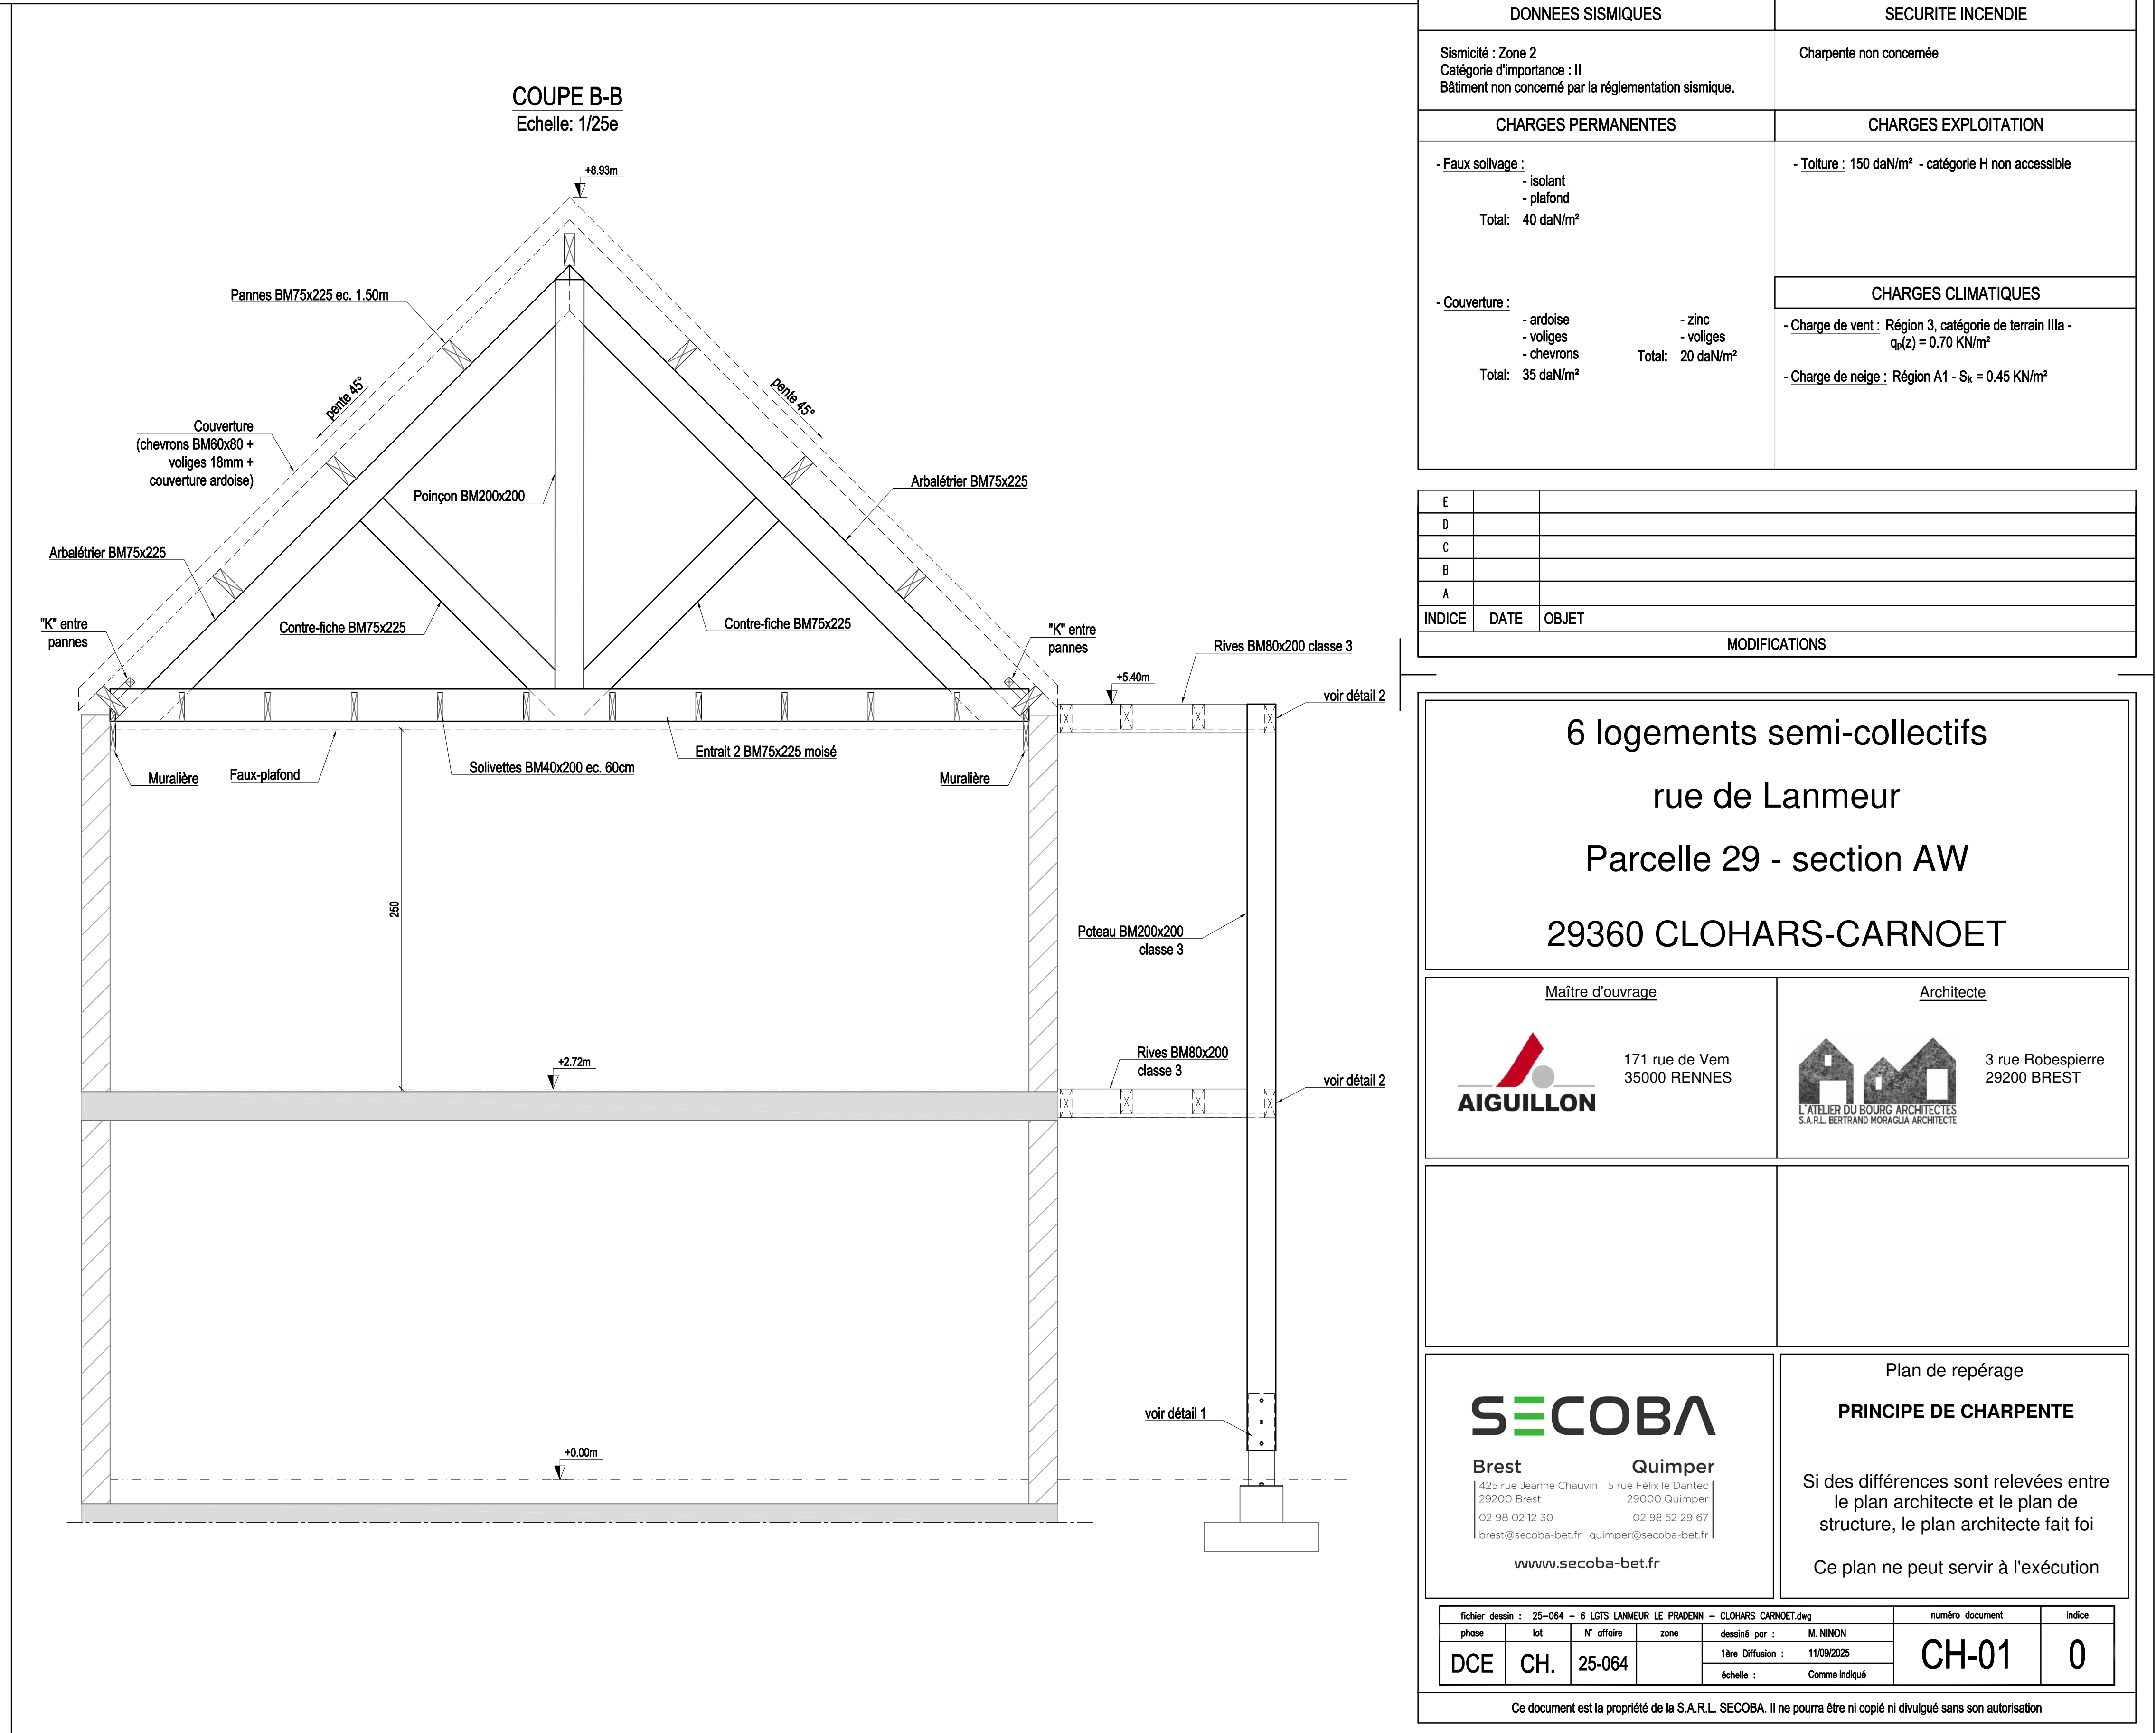 COUPE B-B
Echelle: 1/25e
+8.93m
Pannes BM75x225 ec. 1.50m
pente 45°
pente 45°
Couverture
(chevrons BM60x80 +
voliges 18mm +
couverture ardoise)
Poinçon BM200x200
Arbalétrier BM75x225
Arbalétrier BM75x225
"K" entre
pannes
Contre-fiche BM75x225
Contre-fiche BM75x225
"K" entre
pannes
Rives BM80x200 classe 3
+5.40m
voir détail 2
Muralière
Faux-plafond
Solivettes BM40x200 ec. 60cm
Entrait 2 BM75x225 moisé
Muralière
250
Poteau BM200x200
classe 3
+2.72m
Rives BM80x200
classe 3
voir détail 2
voir détail 1
+0.00m
DONNEES SISMIQUES
SECURITE INCENDIE
Sismicité : Zone 2
Catégorie d'importance : II
Bâtiment non concerné par la réglementation sismique.
Charpente non concernée
CHARGES PERMANENTES
CHARGES EXPLOITATION
- Faux solivage :
- isolant
- plafond
Total: 40 daN/m²
- Toiture : 150 daN/m² - catégorie H non accessible
- Couverture :
- ardoise
- voliges
- chevrons
Total: 35 daN/m²
- zinc
- voliges
Total: 20 daN/m²
CHARGES CLIMATIQUES
- Charge de vent : Région 3, catégorie de terrain IIIa -
qp(z) = 0.70 KN/m²
- Charge de neige : Région A1 - Sk = 0.45 KN/m²
E
D
C
B
A
INDICE DATE OBJET
MODIFICATIONS
6 logements semi-collectifs
rue de Lanmeur
Parcelle 29 - section AW
29360 CLOHARS-CARNOET
Maître d'ouvrage
AIGUILLON
171 rue de Vern
35000 RENNES
Architecte
L'ATELIER DU BOURG ARCHITECTES
S.A.R.L. BERTRAND MORAGLIA ARCHITECTE
3 rue Robespierre
29200 BREST
SECOBA
Brest
425 rue Jeanne Chauvin
29200 Brest
02 98 02 12 30
brest@secoba-bet.fr
Quimper
5 rue Félix le Dantec
29000 Quimper
02 98 52 29 67
quimper@secoba-bet.fr
www.secoba-bet.fr
Plan de repérage
PRINCIPE DE CHARPENTE
Si des différences sont relevées entre
le plan architecte et le plan de
structure, le plan architecte fait foi
Ce plan ne peut servir à l'exécution
fichier dessin : 25-064 - 6 LGTS LANMEUR LE PRADENN - CLOHARS CARNOET.dwg
numéro document
indice
phase
lot
N° affaire
zone
dessiné par : M. NINON
DCE
CH.
25-064
1ère Diffusion : 11/09/2025
échelle : Comme indiqué
CH-01
0
Ce document est la propriété de la S.A.R.L. SECOBA. Il ne pourra être ni copié ni divulgué sans son autorisation